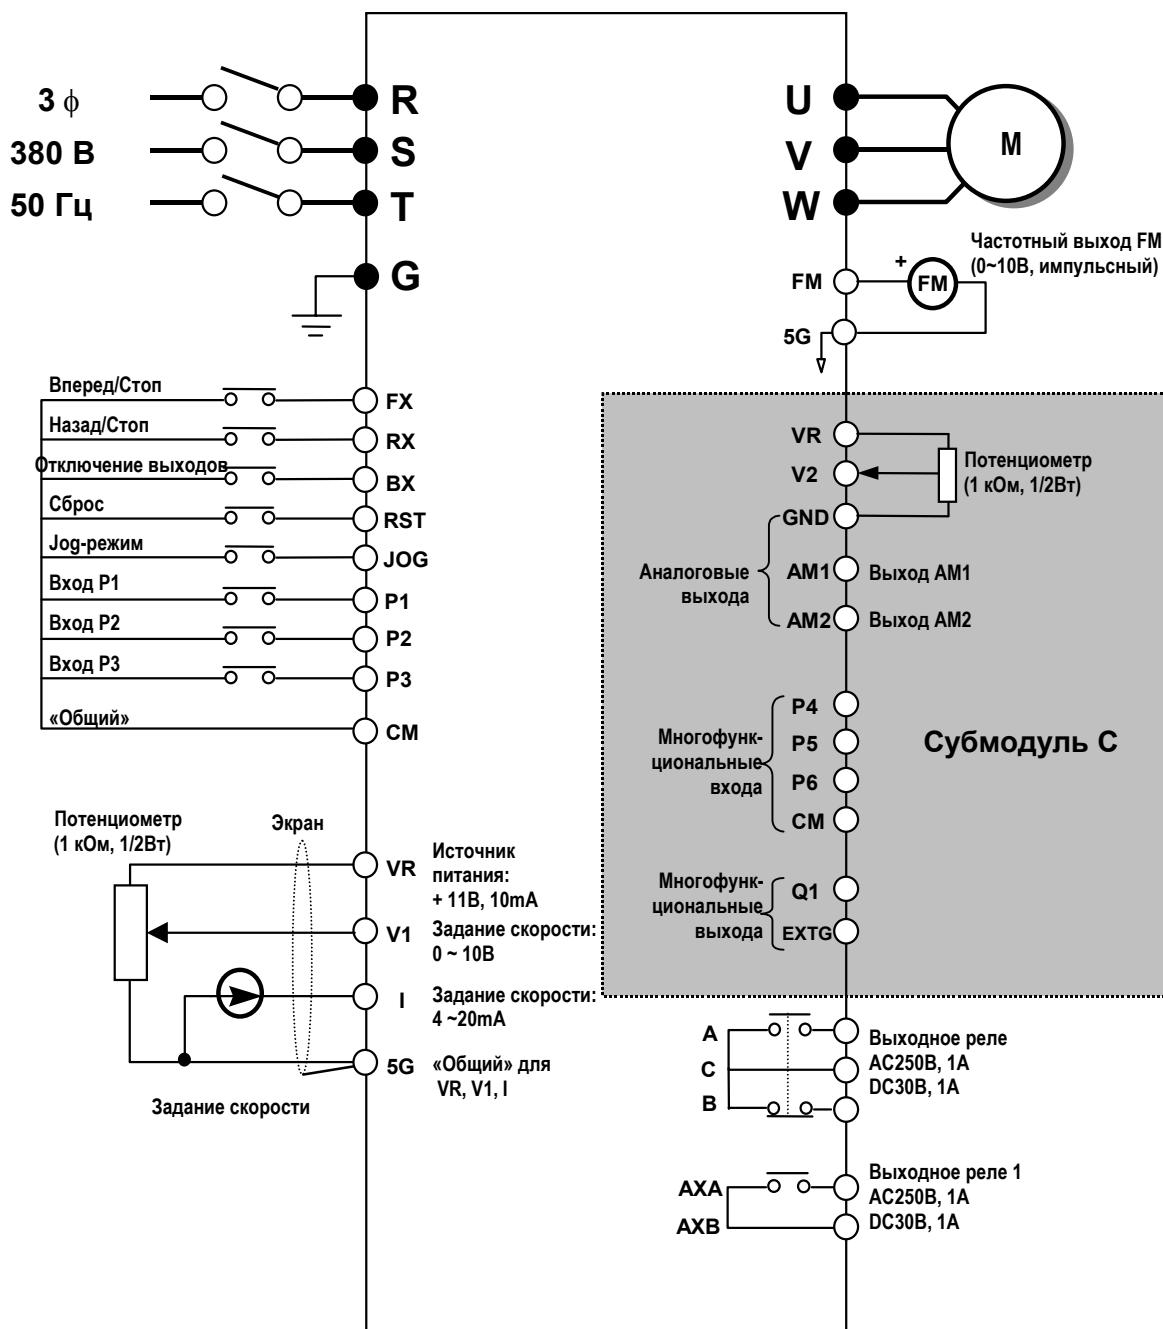 3 ϕ
380 В
50 Гц
R
S
T
G
U
V
W
M
Частотный выход FM
(0~10В, импульсный)
FM
+
FM
5G
Вперед/Стоп
FX
Назад/Стоп
RX
Отключение выходов
BX
Сброс
RST
Jog-режим
JOG
Вход P1
P1
Вход P2
P2
Вход P3
P3
«Общий»
CM
VR
V2
GND
Потенциометр
(1 кОм, 1/2Вт)
Аналоговые
выхода
AM1
Выход AM1
AM2
Выход AM2
Многофунк-
циональные
входа
P4
P5
P6
CM
Субмодуль С
Многофунк-
циональные
выхода
Q1
EXTG
Потенциометр
(1 кОм, 1/2Вт)
Экран
VR
Источник
питания:
+ 11В, 10mA
V1
Задание скорости:
0 ~ 10В
I
Задание скорости:
4 ~20mA
5G
«Общий» для
VR, V1, I
Задание скорости
A
C
B
Выходное реле
AC250В, 1А
DC30В, 1А
AXA
AXB
Выходное реле 1
AC250В, 1А
DC30В, 1А